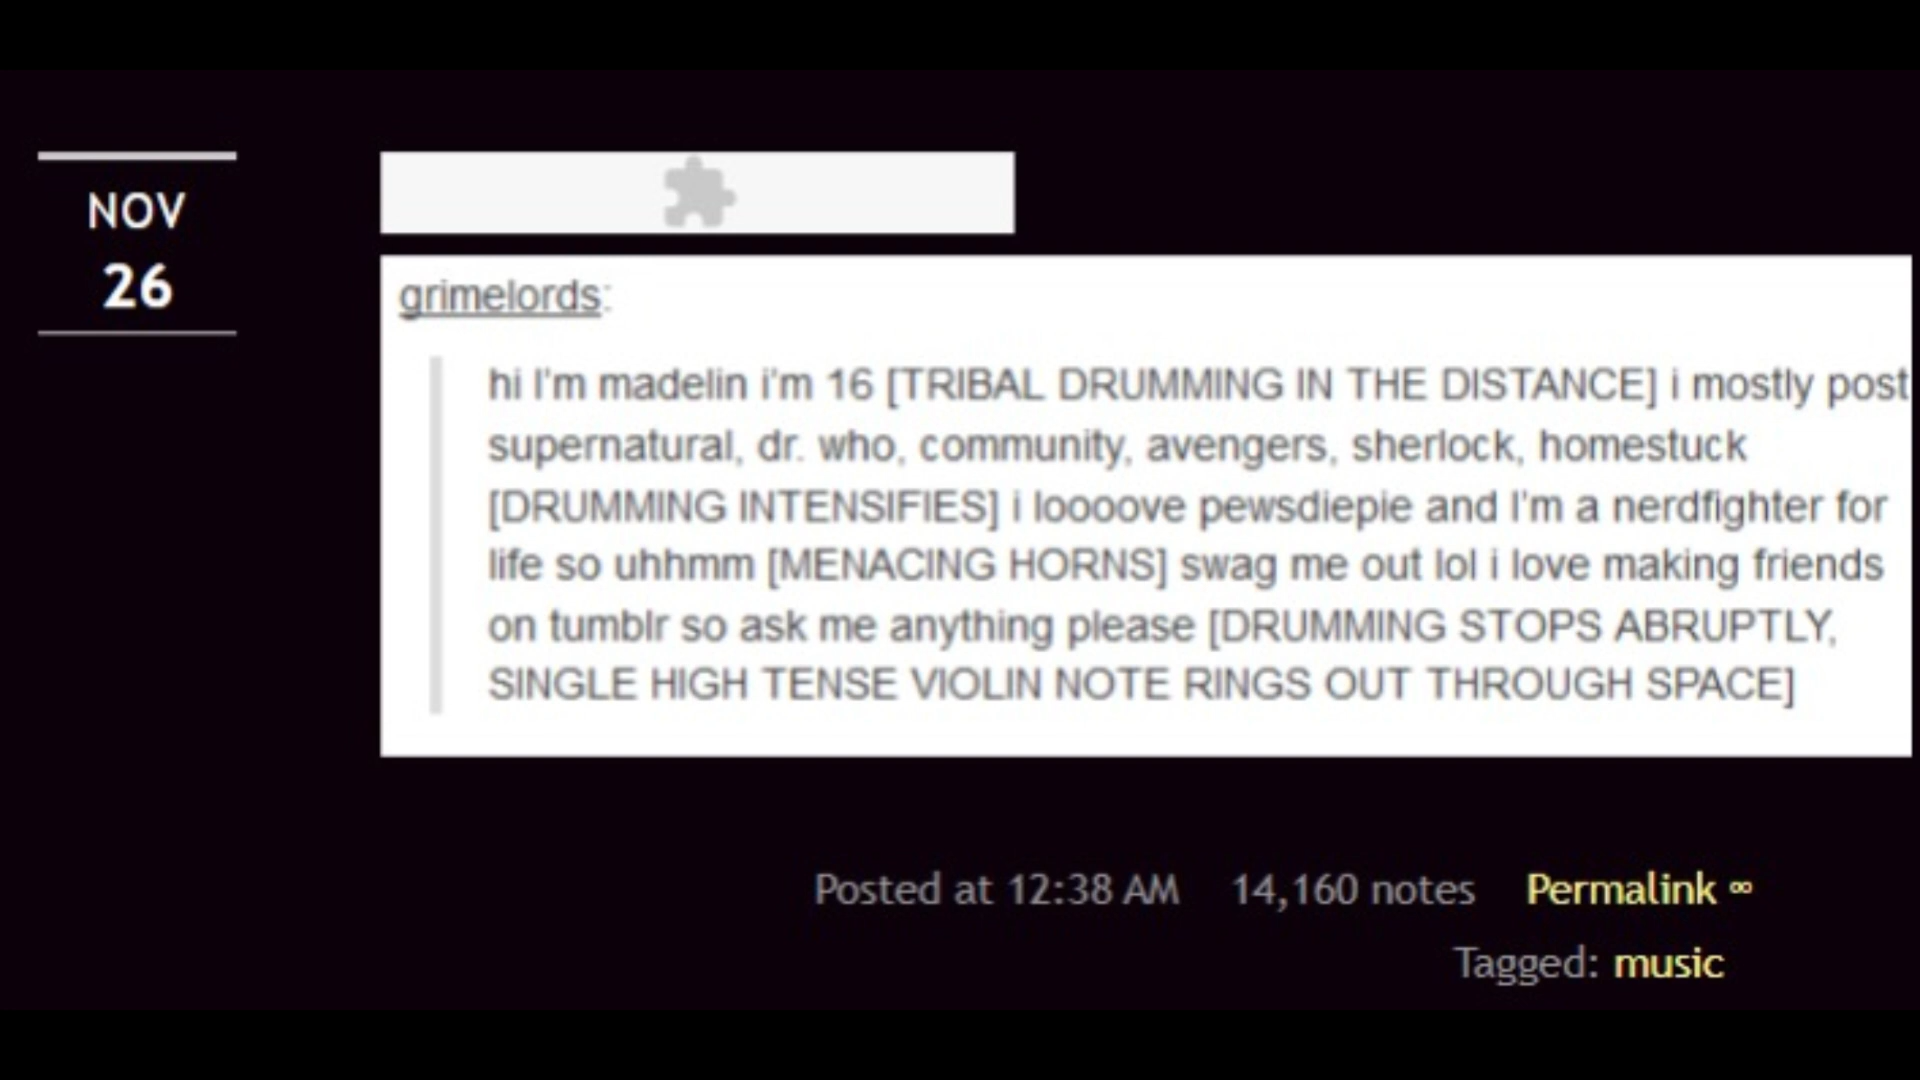 NOV
26
grimelords:
hi I'm madelin i'm 16 [TRIBAL DRUMMING IN THE DISTANCE] i mostly post
supernatural, dr. who, community, avengers, sherlock, homestuck
[DRUMMING INTENSIFIES] i loooove pewsdiepie and I'm a nerdfighter for
life so uhhmm [MENACING HORNS] swag me out lol i love making friends
on tumblr so ask me anything please [DRUMMING STOPS ABRUPTLY,
SINGLE HIGH TENSE VIOLIN NOTE RINGS OUT THROUGH SPACE]
Posted at 12:38 AM 14,160 notes Permalink ∞
Tagged: music